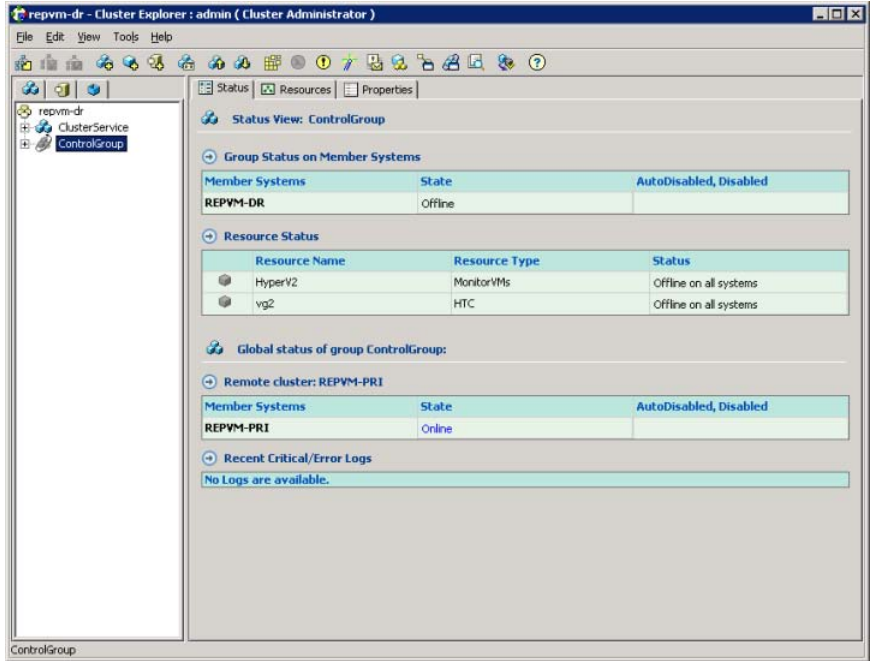 repvm-dr - Cluster Explorer : admin ( Cluster Administrator )
File Edit View Tools Help
Status Resources Properties
repvm-dr
ClusterService
ControlGroup
Status View: ControlGroup
Group Status on Member Systems
Member Systems State AutoDisabled, Disabled
REPVM-DR Offline
Resource Status
Resource Name Resource Type Status
HyperV2 MonitorVMs Offline on all systems
vg2 HTC Offline on all systems
Global status of group ControlGroup:
Remote cluster: REPVM-PRI
Member Systems State AutoDisabled, Disabled
REPVM-PRI Online
Recent Critical/Error Logs
No Logs are available.
ControlGroup